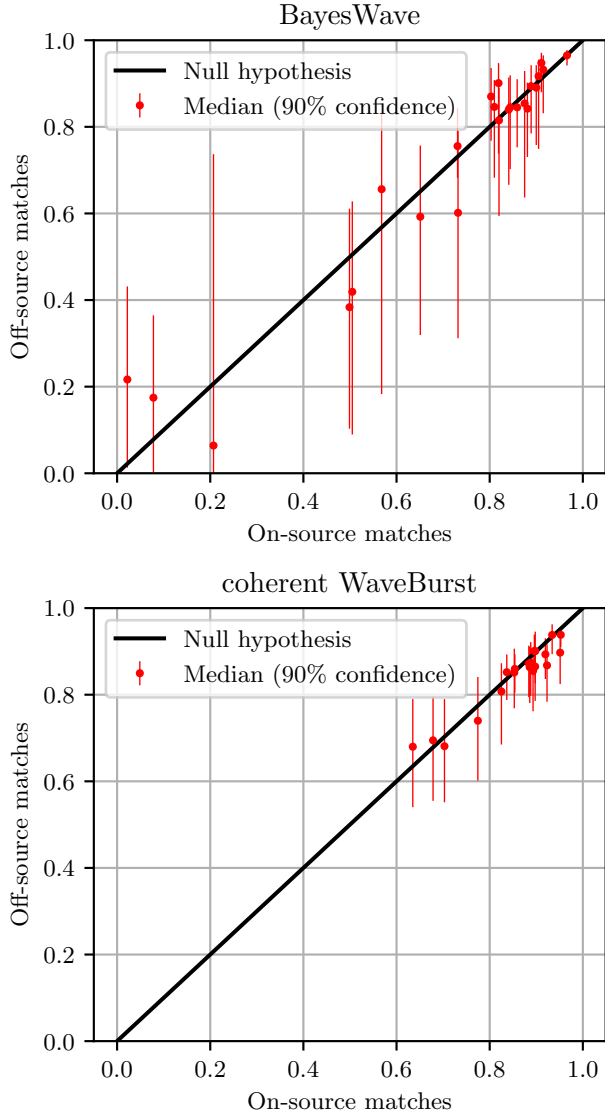 BayesWave
1.0
0.8
0.6
0.4
0.2
0.0
Off-source matches
Null hypothesis
Median (90% confidence)
0.0 0.2 0.4 0.6 0.8 1.0
On-source matches
coherent WaveBurst
1.0
0.8
0.6
0.4
0.2
0.0
Off-source matches
Null hypothesis
Median (90% confidence)
0.0 0.2 0.4 0.6 0.8 1.0
On-source matches